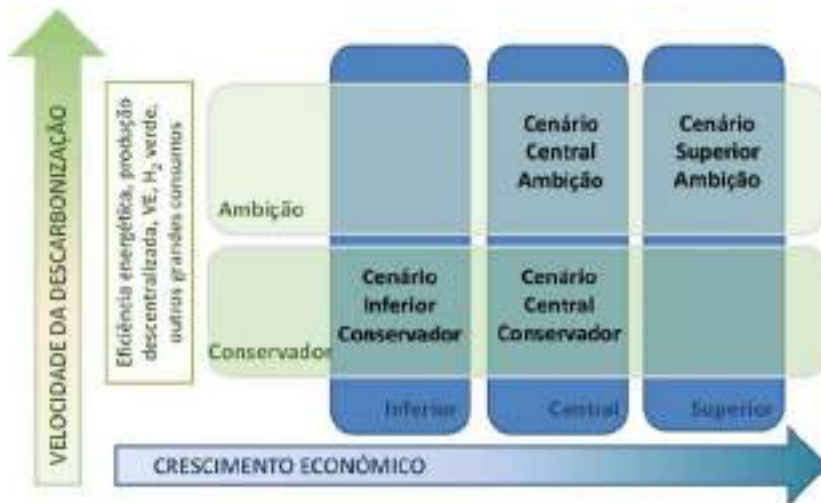 VELOCIDADE DA DESCARBONIZAÇÃO
Eficiência energética, produção
descentralizada, VE, H₂ verde,
outros grandes consumos
Ambição
Cenário
Central
Ambição
Cenário
Superior
Ambição
Conservador
Cenário
Inferior
Conservador
Cenário
Central
Conservador
Inferior
Central
Superior
CRESCIMENTO ECONÓMICO